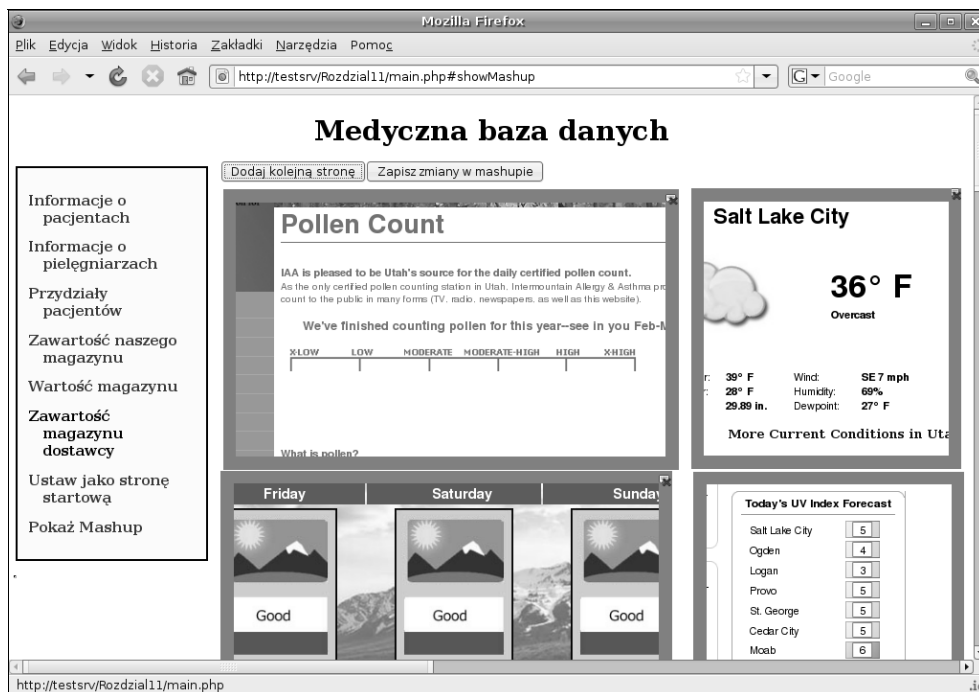 Mozilla Firefox
Plik Edycja Widok Historia Zakładki Narzędzia Pomoc
http://testsrv/Rozdzial11/main.php#showMashup
G
Google
Medyczna baza danych
Informacje o
pacjentach
Informacje o
pielęgniarzach
Przydziały
pacjentów
Zawartość naszego
magazynu
Wartość magazynu
Zawartość
magazynu
dostawcy
Ustaw jako stronę
startową
Pokaż Mashup
Dodaj kolejną stronę
Zapisz zmiany w mashupie
Pollen Count
IAA is pleased to be Utah's source for the daily certified pollen count.
As the only certified pollen counting station in Utah, Intermountain Allergy & Asthma pro
count to the public in many forms (TV, radio, newspapers, as well as this website).
We've finished counting pollen for this year--see in you Feb-M
X-LOW LOW MODERATE MODERATE-HIGH HIGH X-HIGH
What is pollen?
Salt Lake City
36° F
Overcast
r: 39° F Wind: SE 7 mph
r: 28° F Humidity: 69%
29.89 in. Dewpoint: 27° F
More Current Conditions in Uta
Friday Saturday Sunday
Good Good Good
Today's UV Index Forecast
Salt Lake City 5
Ogden 4
Logan 3
Provo 5
St. George 5
Cedar City 5
Moab 6
http://testsrv/Rozdzial11/main.php